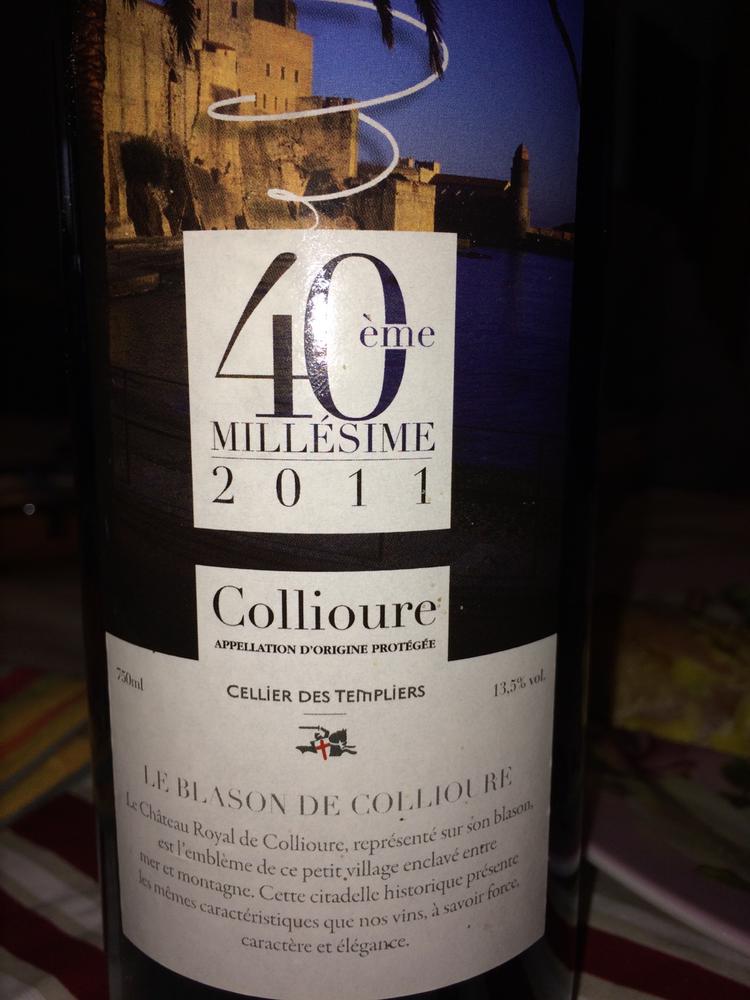 40ème
MILLÉSIME
2011
Collioure
APPELLATION D'ORIGINE PROTÉGÉE
750ml
CELLIER DES TEMPLIERS
13,5% vol.
LE BLASON DE COLLIOURE
Le Château Royal de Collioure, représenté sur son blason,
est l'emblème de ce petit village enclavé entre
mer et montagne. Cette citadelle historique présente
les mêmes caractéristiques que nos vins, à savoir force,
caractère et élégance.